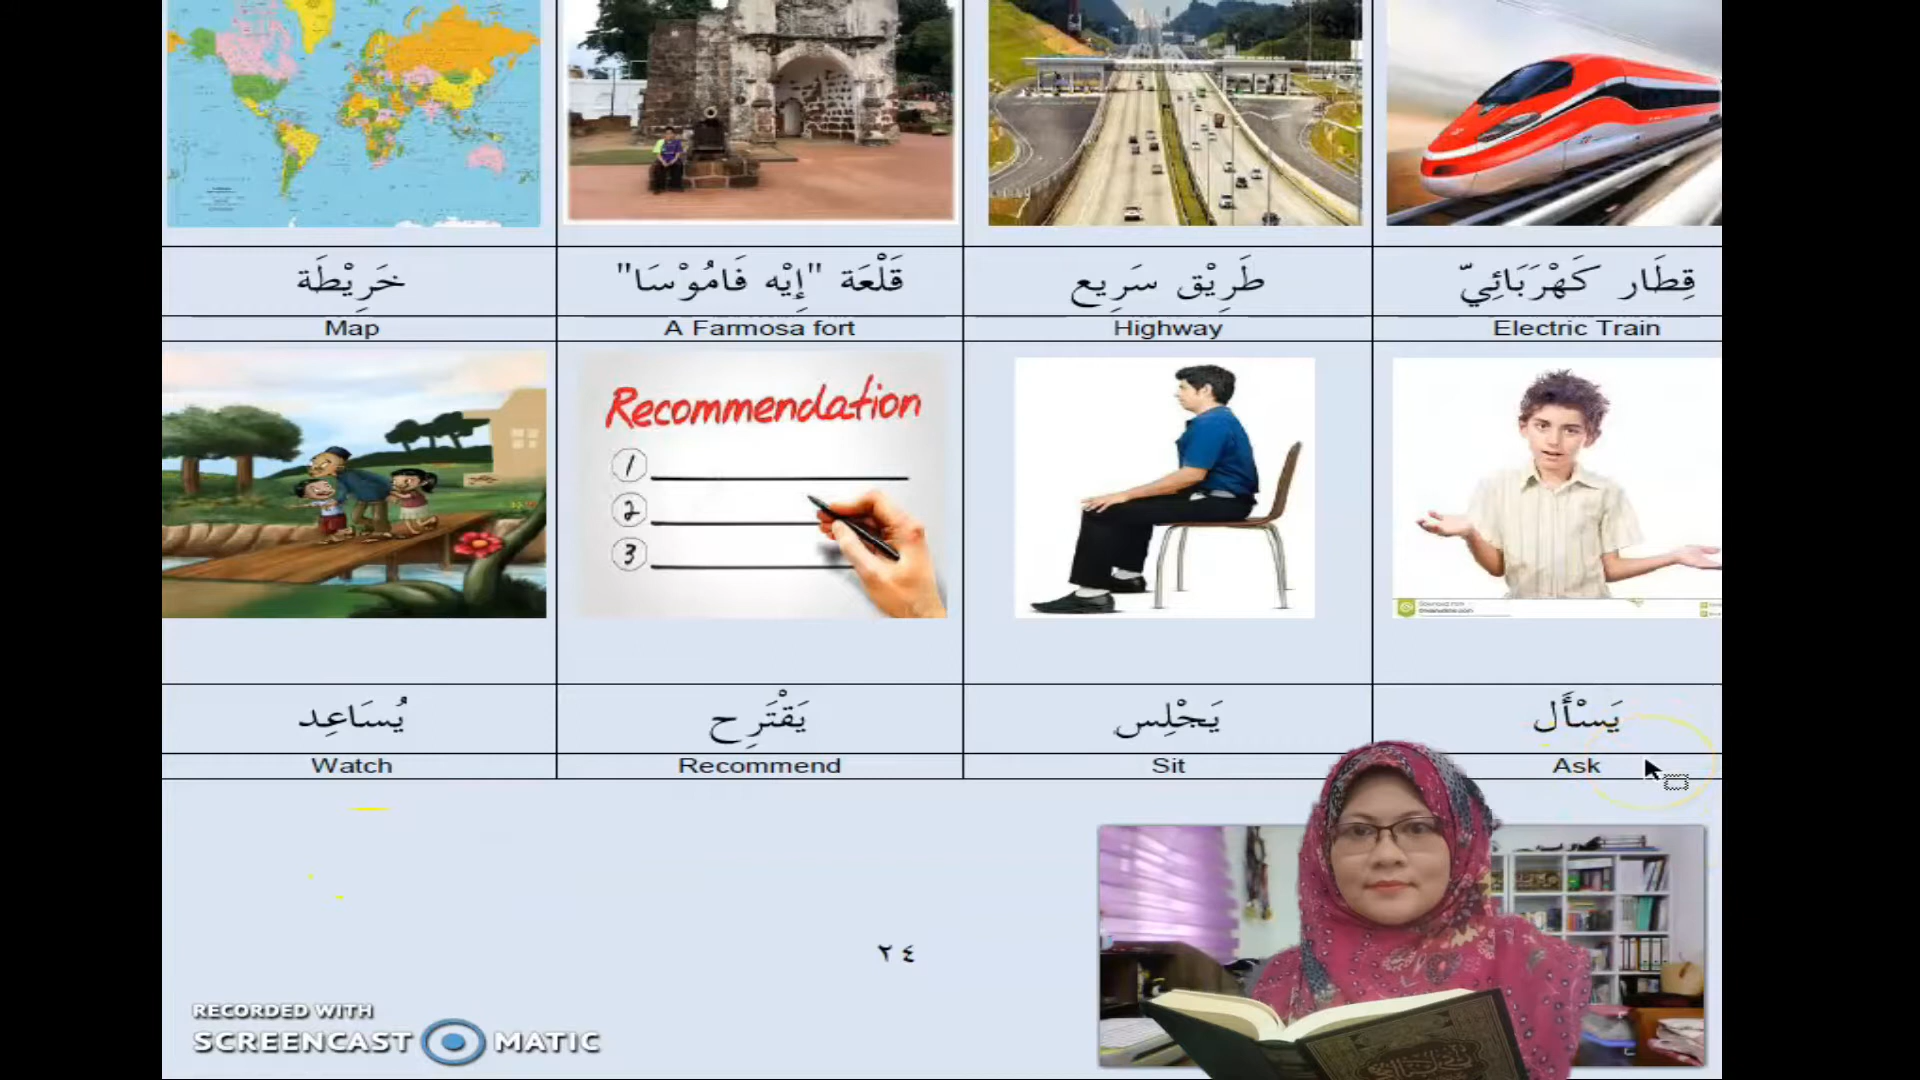 خَرِيْطَة
قَلْعَة "إِيْه فَامُوْسَا"
طَرِيْق سَرِيع
قِطَار كَهْرَبَائِيّ
Map
A Farmosa fort
Highway
Electric Train
Recommendation
1
2
3
يُسَاعِد
يَقْتَرِح
يَجْلِس
يَسْأَل
Watch
Recommend
Sit
Ask
٢٤
RECORDED WITH
SCREENCAST MATIC